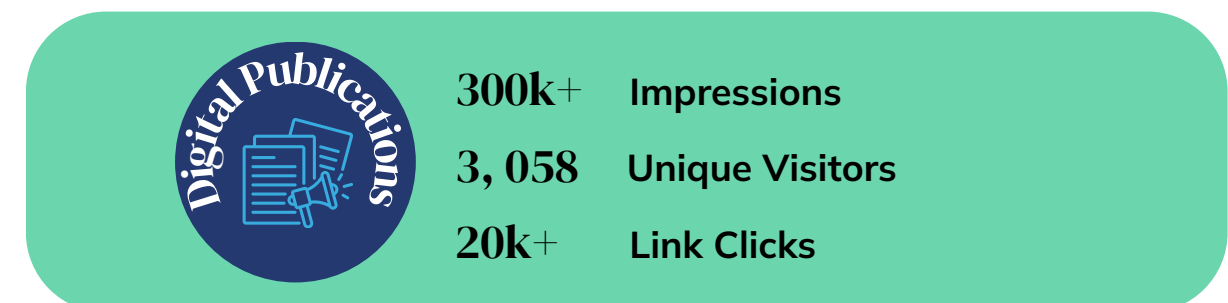 Digital Publications
300k+ Impressions
3, 058 Unique Visitors
20k+ Link Clicks